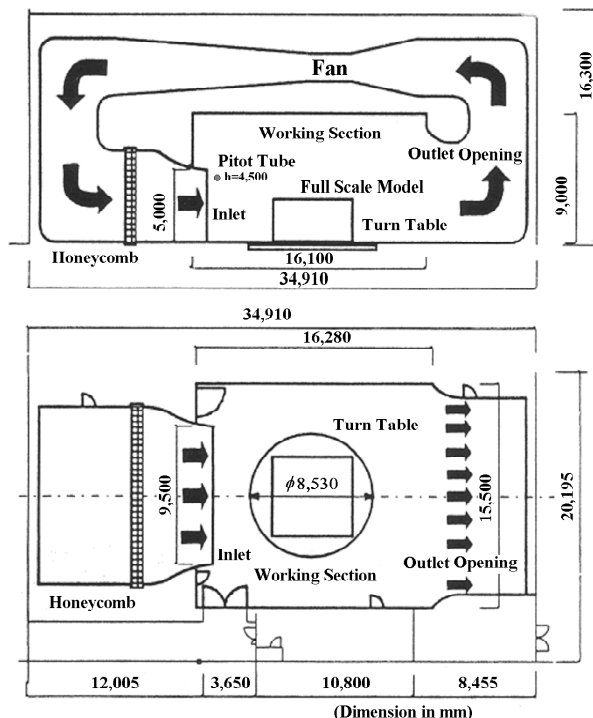 Fan
16,300
Working Section
Outlet Opening
Pitot Tube
h=4,500
Full Scale Model
9,000
5,000
Inlet
Turn Table
Honeycomb
16,100
34,910
34,910
16,280
Turn Table
ϕ8,530
9,500
15,500
20,195
Inlet
Working Section
Outlet Opening
Honeycomb
12,005
3,650
10,800
8,455
(Dimension in mm)